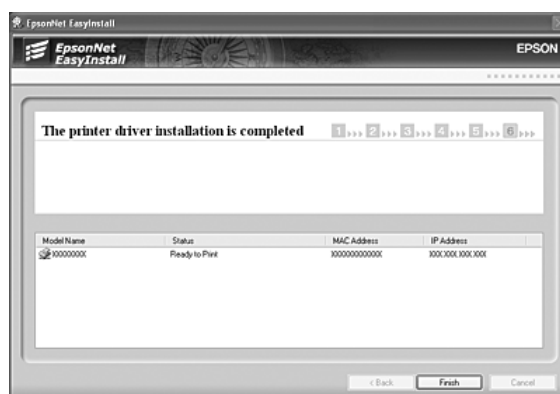 EpsonNet EasyInstall
EpsonNet
EasyInstall
EPSON
The printer driver installation is completed
1 2 3 4 5 6
Model Name Status MAC Address IP Address
XXXXXXXX Ready to Print XXXXXXXXXXXX XXX.XXX.XXX.XXX
< Back Finish Cancel